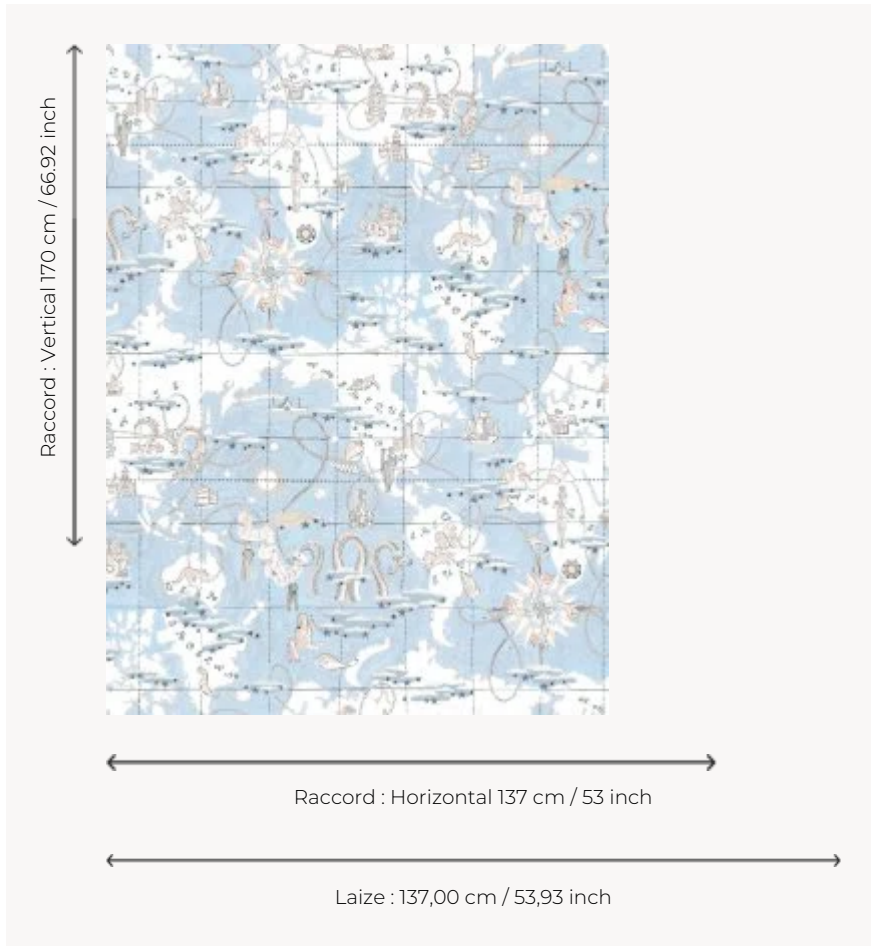 Raccord : Vertical 170 cm / 66.92 inch
Raccord : Horizontal 137 cm / 53 inch
Laize : 137,00 cm / 53,93 inch